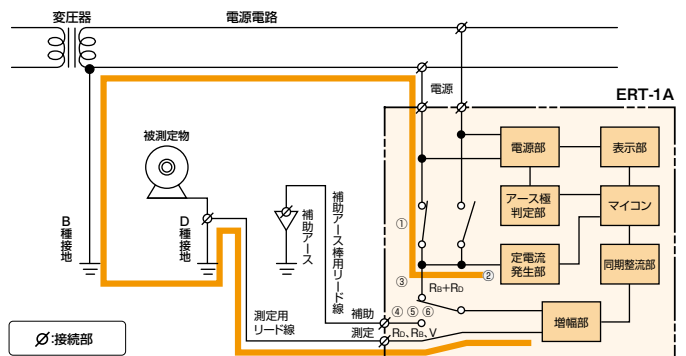 変圧器
電源電路
電源
ERT-1A
被測定物
B種接地
D種接地
補助アース
補助アース棒用リード線
電源部
表示部
アース極
判定部
マイコン
定電流
発生部
同期整流部
増幅部
①
②
③
RB+RD
④ ⑤ ⑥
補助
測定
RD、RB、V
測定用
リード線
Ø:接続部